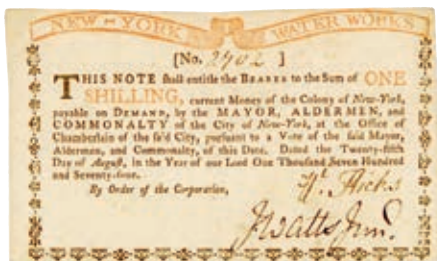 NEW-YORK WATER WORKS
[No. 2902 ]
THIS NOTE shall entitle the BEARER to the Sum of ONE
SHILLING, current Money of the Colony of New-York,
payable on DEMAND, by the MAYOR, ALDERMEN, and
COMMONALTY of the City of New-York, at the Office of
Chamberlain of the said City, pursuant to a Vote of the said Mayor,
Aldermen, and Commonalty, of this Date. Dated the Twenty-fifth
Day of August, in the Year of our Lord One Thousand Seven Hundred
and Seventy-four.
By Order of the Corporation,
Wt. Hicks
J Watts Junr.